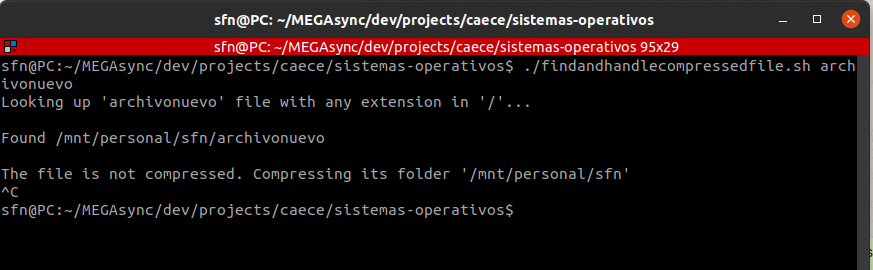 sfn@PC: ~/MEGAsync/dev/projects/caece/sistemas-operativos
sfn@PC: ~/MEGAsync/dev/projects/caece/sistemas-operativos 95x29
sfn@PC:~/MEGAsync/dev/projects/caece/sistemas-operativos$ ./findandhandlecompressedfile.sh arch
ivonuevo
Looking up 'archivonuevo' file with any extension in '/'...
Found /mnt/personal/sfn/archivonuevo
The file is not compressed. Compressing its folder '/mnt/personal/sfn'
^C
sfn@PC:~/MEGAsync/dev/projects/caece/sistemas-operativos$